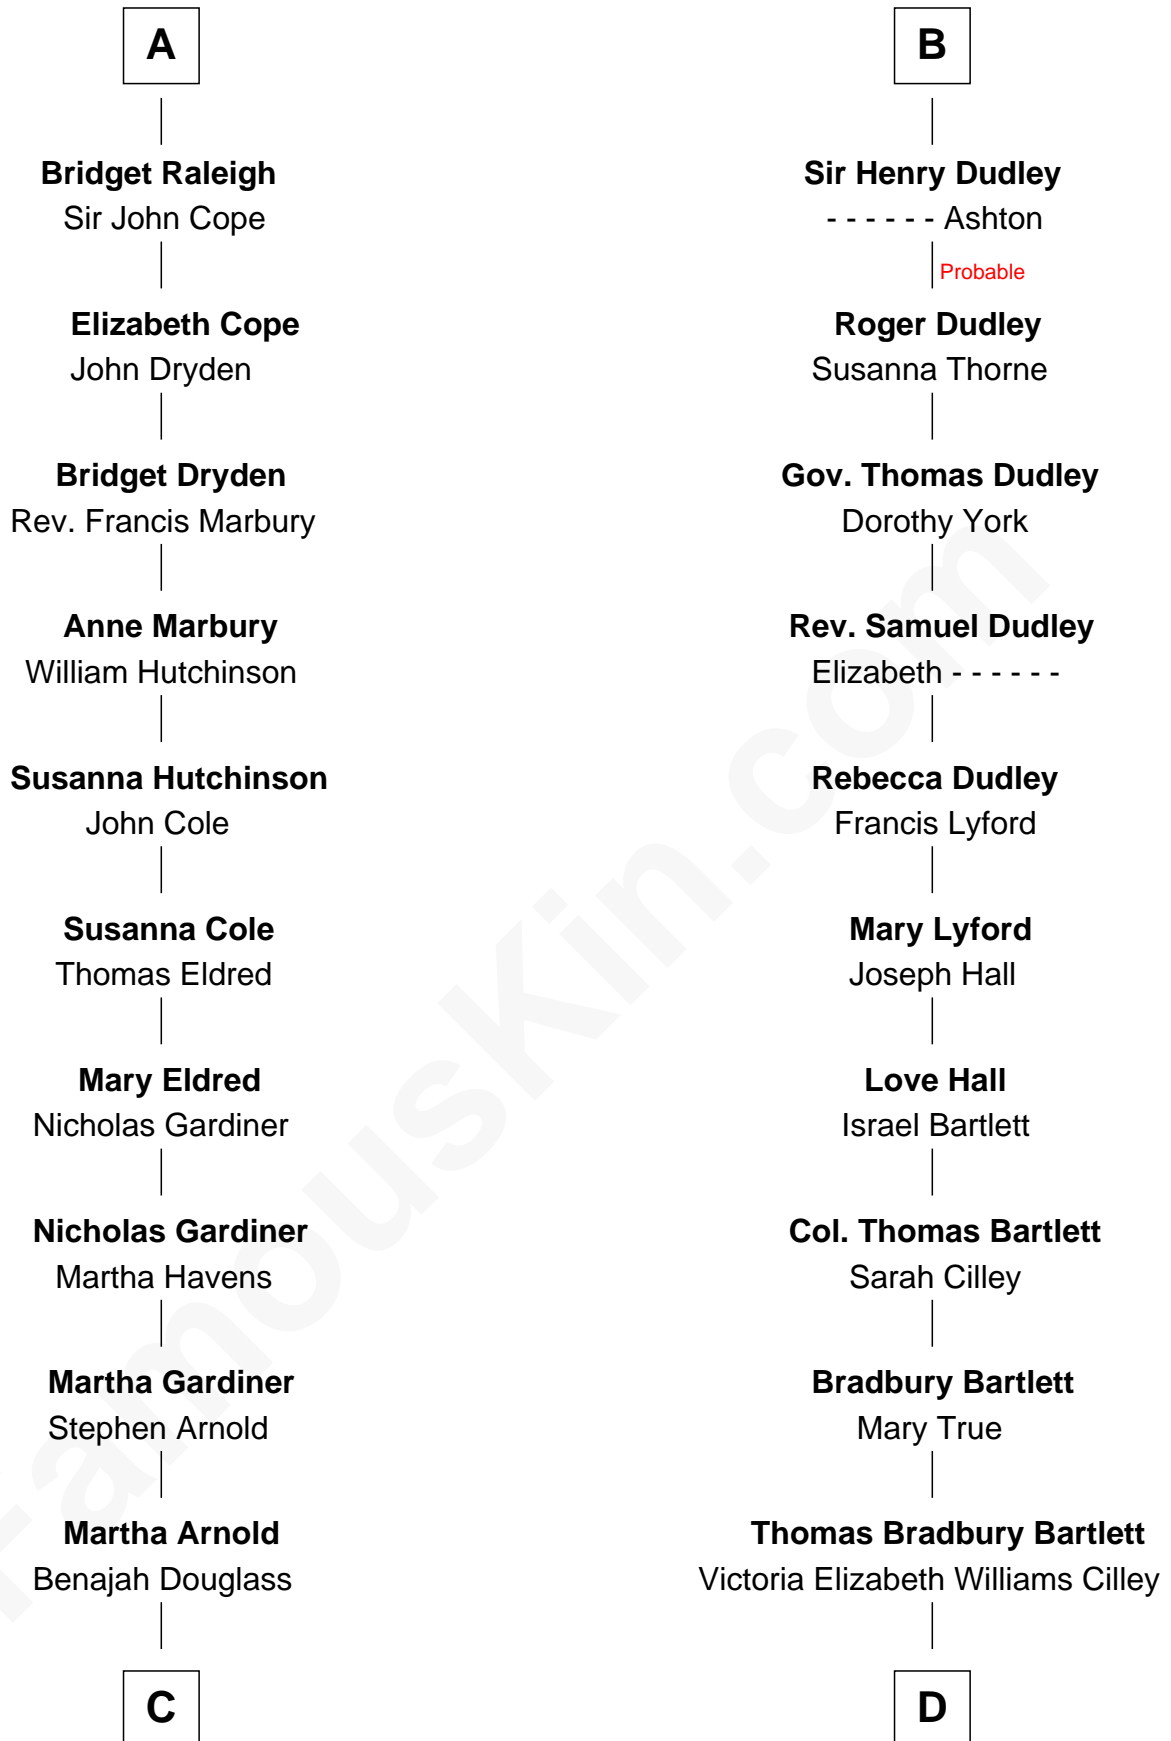 A
Bridget Raleigh
Sir John Cope
Elizabeth Cope
John Dryden
Bridget Dryden
Rev. Francis Marbury
Anne Marbury
William Hutchinson
Susanna Hutchinson
John Cole
Susanna Cole
Thomas Eldred
Mary Eldred
Nicholas Gardiner
Nicholas Gardiner
Martha Havens
Martha Gardiner
Stephen Arnold
Martha Arnold
Benajah Douglass
C
B
Sir Henry Dudley
- - - - - - Ashton
Probable
Roger Dudley
Susanna Thorne
Gov. Thomas Dudley
Dorothy York
Rev. Samuel Dudley
Elizabeth - - - - - -
Rebecca Dudley
Francis Lyford
Mary Lyford
Joseph Hall
Love Hall
Israel Bartlett
Col. Thomas Bartlett
Sarah Cilley
Bradbury Bartlett
Mary True
Thomas Bradbury Bartlett
Victoria Elizabeth Williams Cilley
D
FamousKin.com